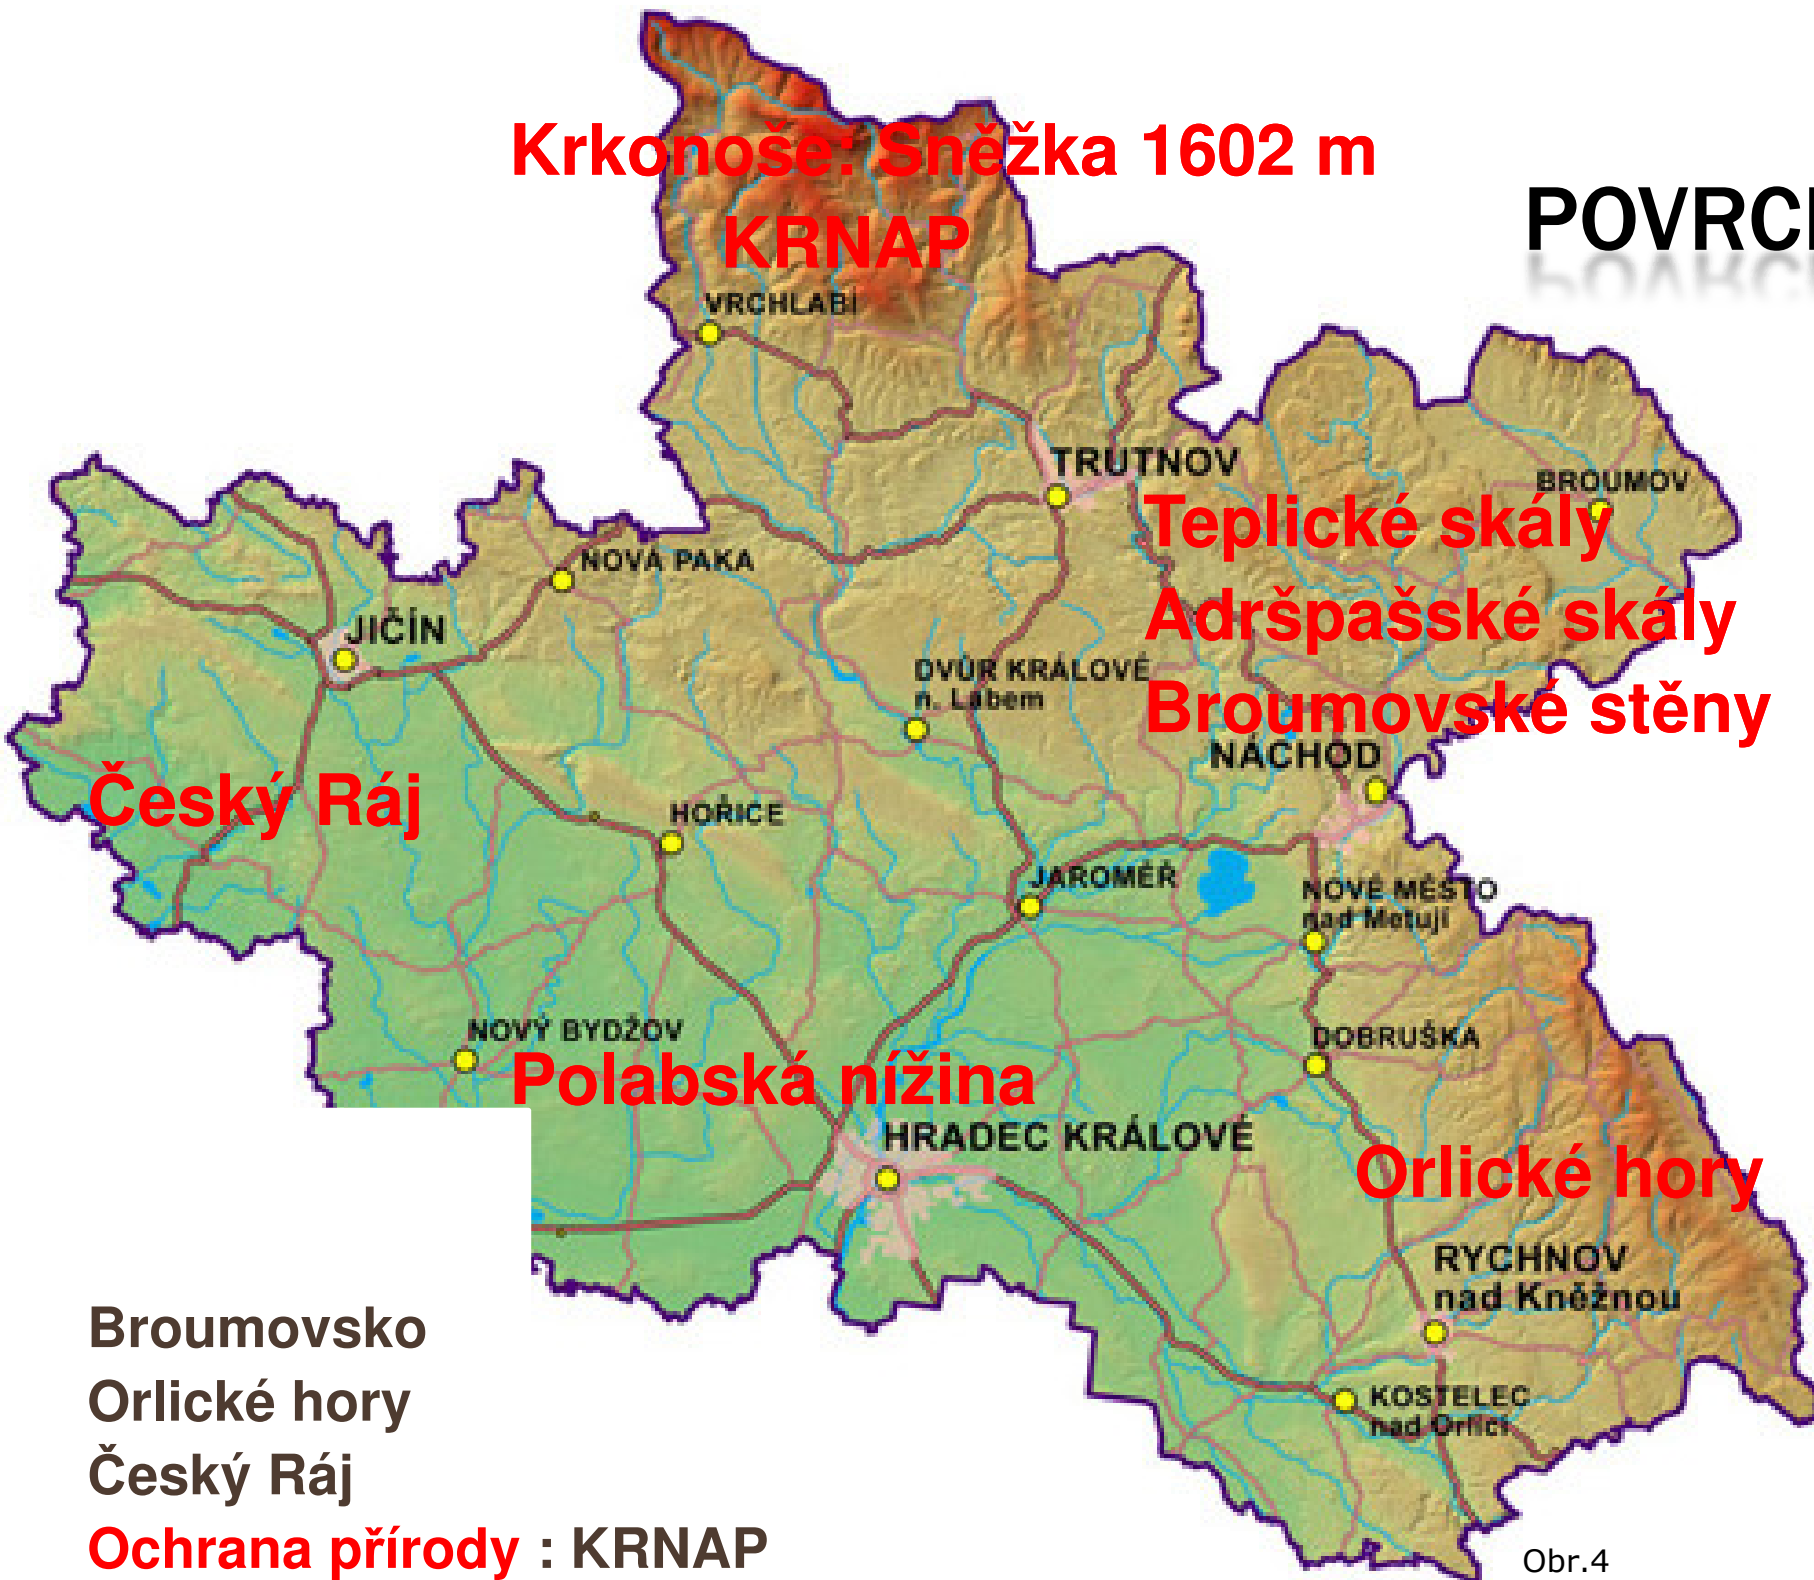 Krkonoše: Sněžka 1602 m
KRNAP
POVRCH
VRCHLABÍ
TRUTNOV
BROUMOV
Teplické skály
NOVÁ PAKA
Adršpašské skály
JIČÍN
DVŮR KRÁLOVÉ
n. Labem
Broumovské stěny
NÁCHOD
Český Ráj
HOŘICE
JAROMĚŘ
NOVÉ MĚSTO
nad Metují
NOVÝ BYDŽOV
DOBRUŠKA
Polabská nížina
HRADEC KRÁLOVÉ
Orlické hory
RYCHNOV
nad Kněžnou
KOSTELEC
nad Orlicí
Broumovsko
Orlické hory
Český Ráj
Ochrana přírody : KRNAP
Obr.4